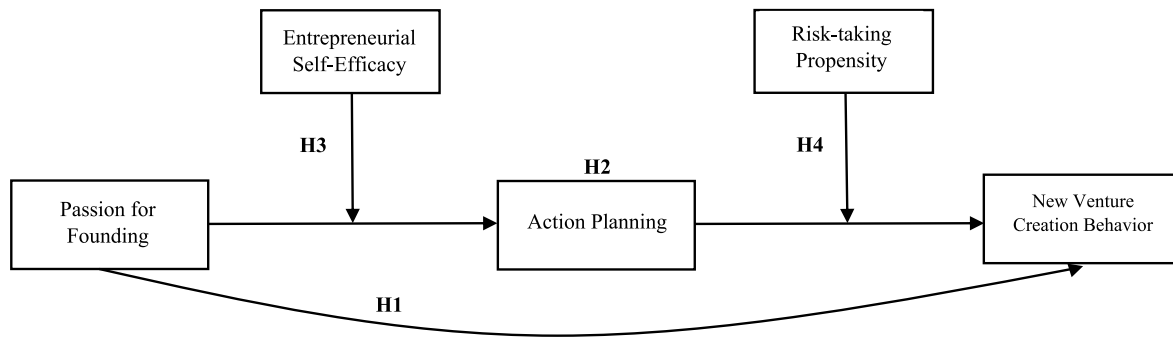 Entrepreneurial
Self-Efficacy
Risk-taking
Propensity
H3
H4
H2
Passion for
Founding
Action Planning
New Venture
Creation Behavior
H1